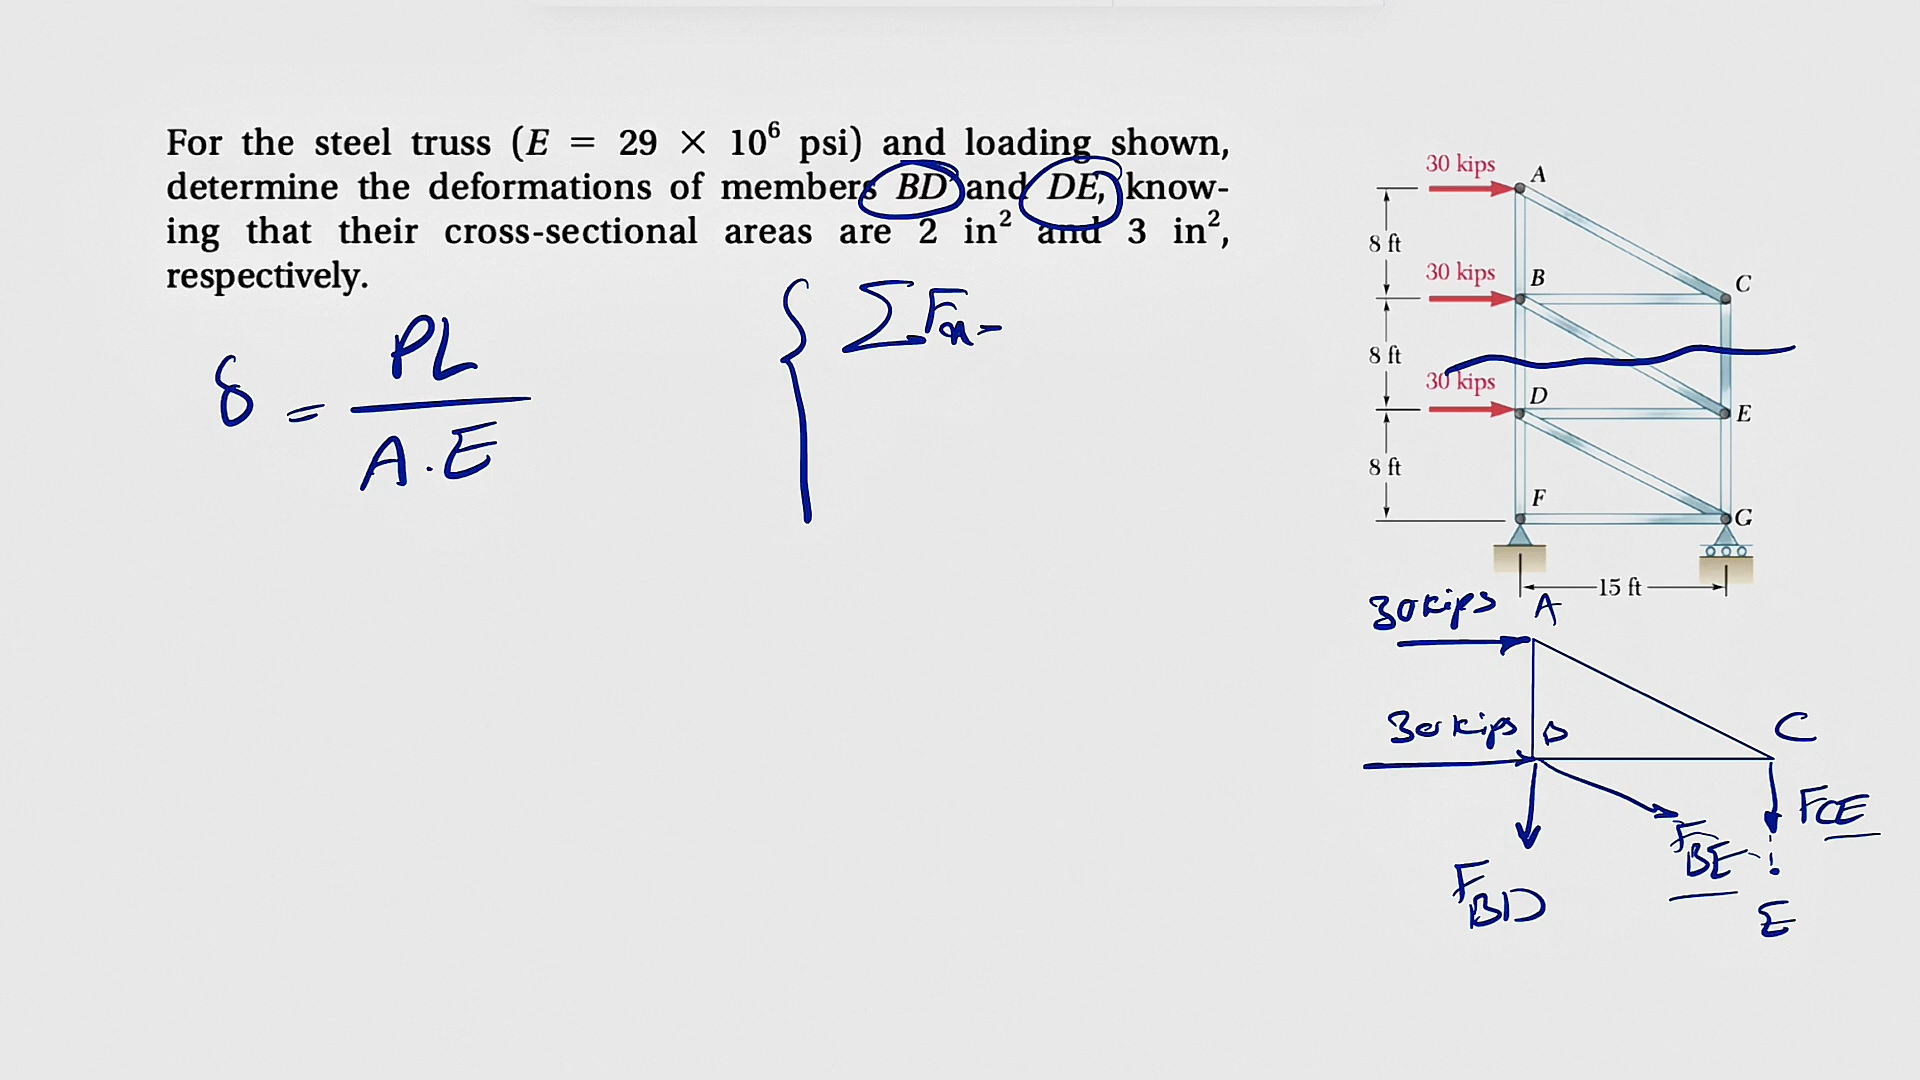 For the steel truss (E = 29 × 10⁶ psi) and loading shown,
determine the deformations of members BD and DE, know-
ing that their cross-sectional areas are 2 in² and 3 in²,
respectively.
δ = PL / A.E
{ ΣFx =
30 kips A
8 ft
30 kips B C
8 ft
30 kips D E
8 ft
F G
15 ft
30 kips A
30 kips B C
FCE
FBE
FBD
E